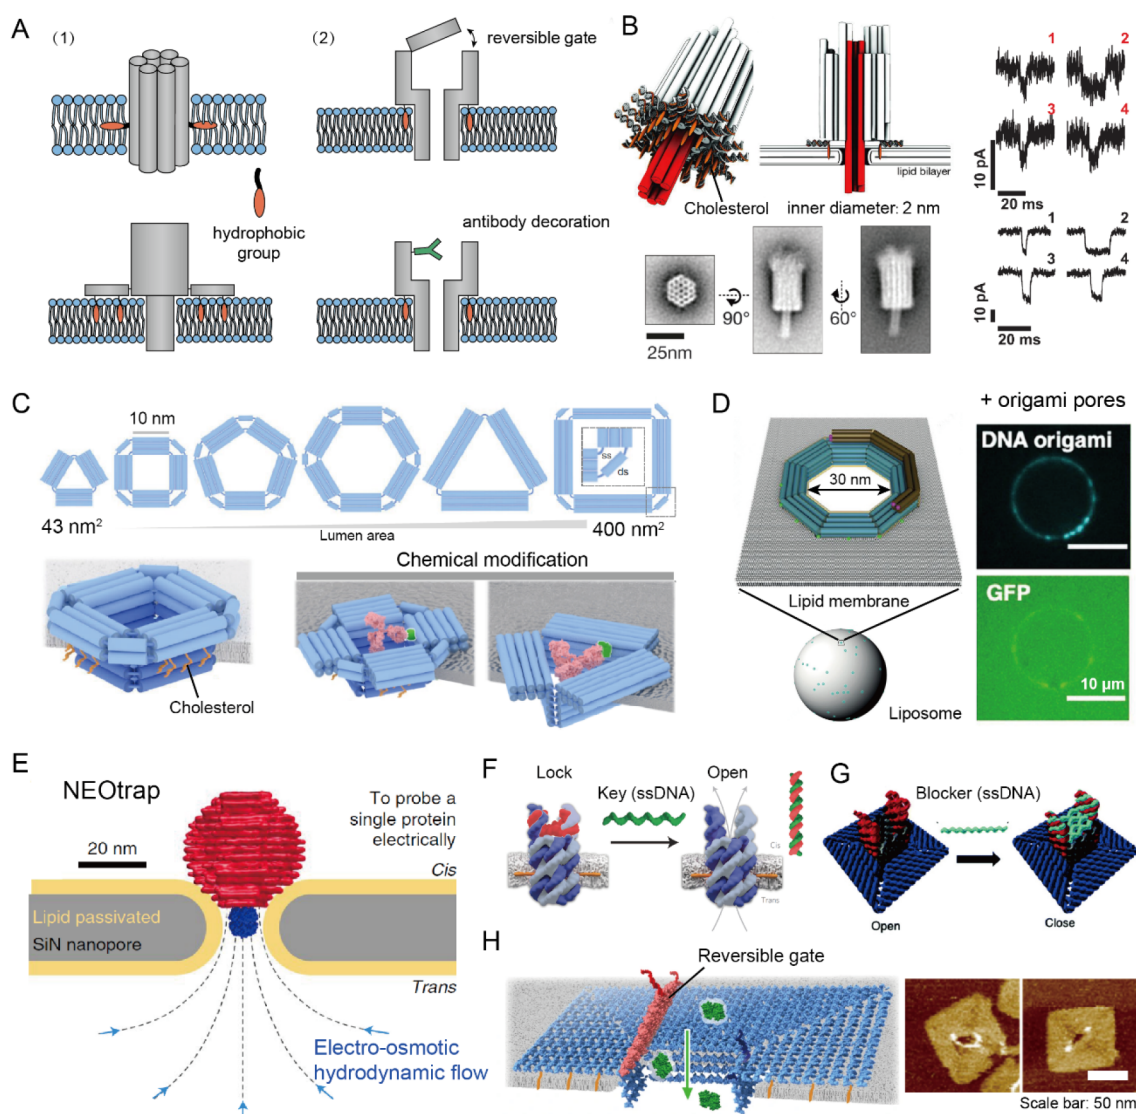 A
(1)
(2)
reversible gate
hydrophobic
group
antibody decoration
B
Cholesterol
lipid bilayer
inner diameter: 2 nm
90°
60°
25nm
1
2
3
4
10 pA
20 ms
1
2
3
4
10 pA
20 ms
C
10 nm
ss
ds
43 nm²
Lumen area
400 nm²
Chemical modification
Cholesterol
D
30 nm
Lipid membrane
Liposome
+ origami pores
DNA origami
GFP
10 µm
E
NEOtrap
To probe a
single protein
electrically
20 nm
Cis
Lipid passivated
SiN nanopore
Trans
Electro-osmotic
hydrodynamic flow
F
Lock
Open
Key (ssDNA)
Cis
Trans
G
Blocker (ssDNA)
Open
Close
H
Reversible gate
Scale bar: 50 nm